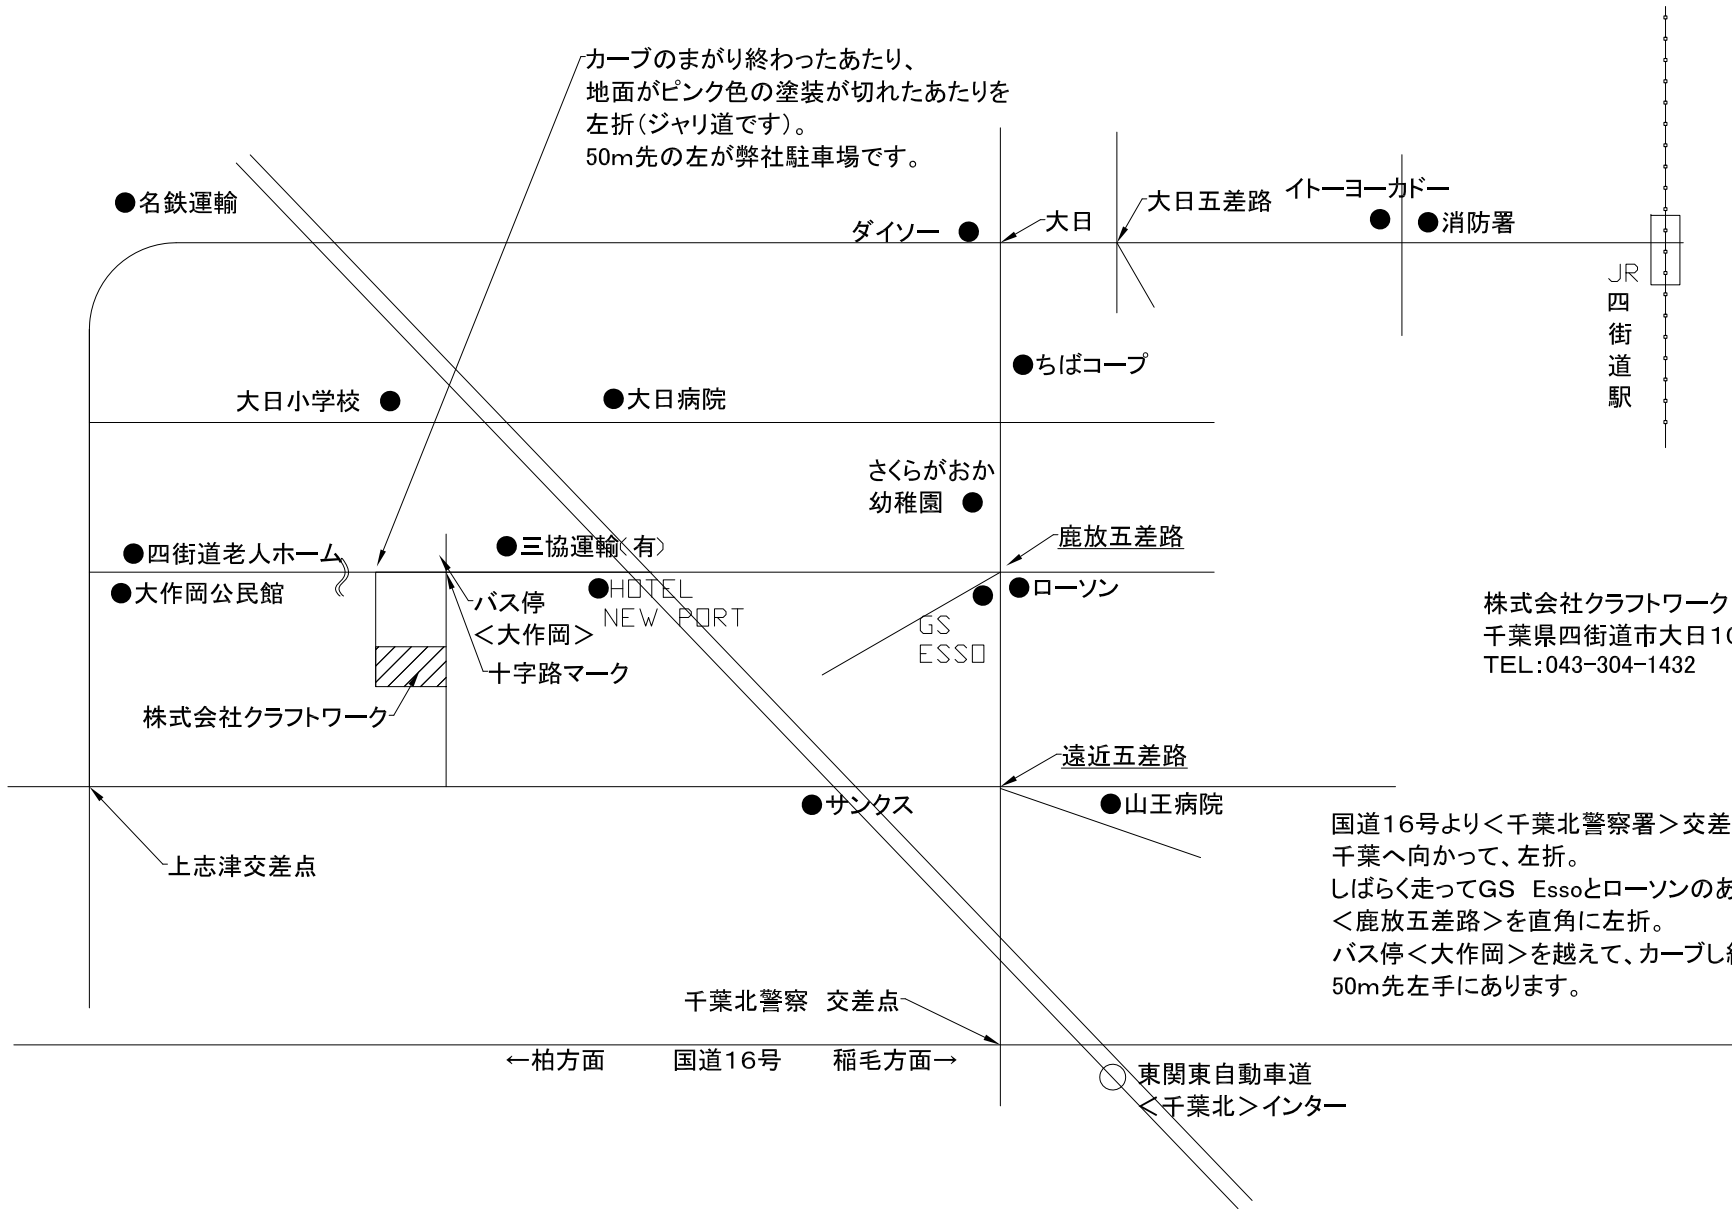 カーブのまがり終わったあたり、
地面がピンク色の塗装が切れたあたりを
左折(ジャリ道です)。
50m先の左が弊社駐車場です。
●名鉄運輸
ダイソー ●
大日
大日五差路
イトーヨーカドー
●
●消防署
JR
四
街
道
駅
●ちばコープ
大日小学校 ●
●大日病院
さくらがおか
幼稚園 ●
鹿放五差路
●四街道老人ホーム
●三協運輸(有)
●大作岡公民館
バス停
<大作岡>
十字路マーク
●HOTEL
NEW PORT
●
GS
ESSO
●ローソン
株式会社クラフトワーク
株式会社クラフトワーク
千葉県四街道市大日10
TEL:043-304-1432
遠近五差路
●サンクス
●山王病院
上志津交差点
国道16号より<千葉北警察署>交差
千葉へ向かって、左折。
しばらく走ってGS Essoとローソンのあ
<鹿放五差路>を直角に左折。
バス停<大作岡>を越えて、カーブし
50m先左手にあります。
千葉北警察 交差点
←柏方面 国道16号 稲毛方面→
東関東自動車道
<千葉北>インター